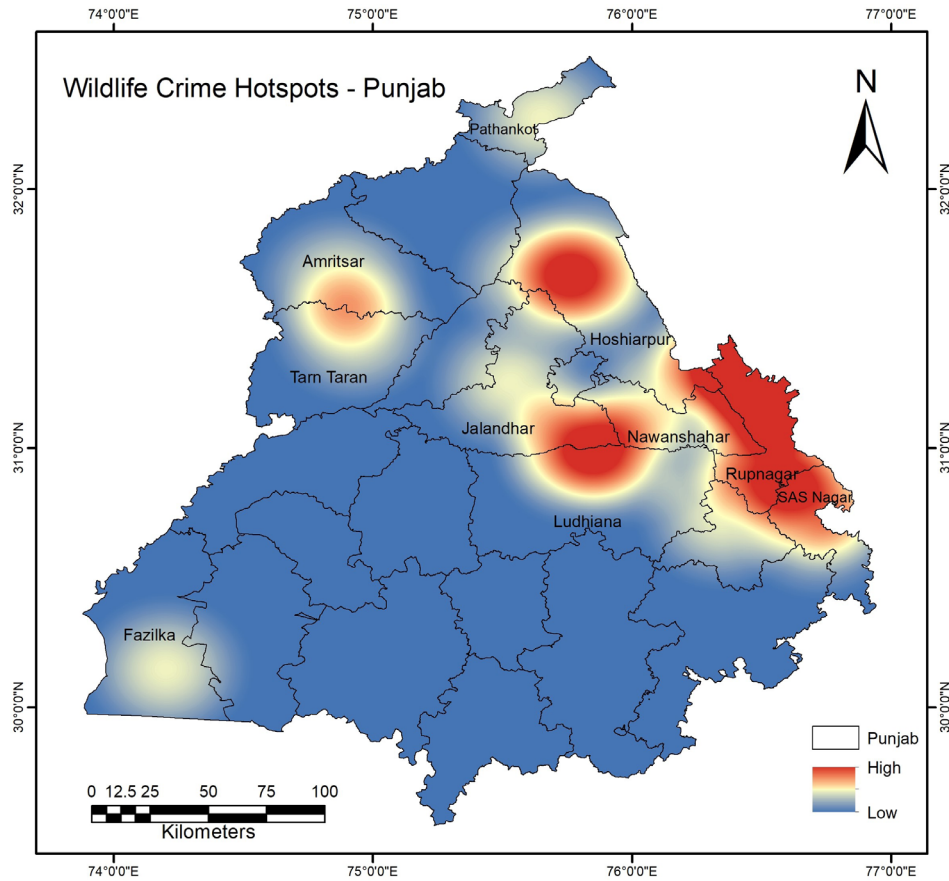 74°0'0"E 75°0'0"E 76°0'0"E 77°0'0"E
Wildlife Crime Hotspots - Punjab
N
Pathankot
32°0'0"N 32°0'0"N
Amritsar
Hoshiarpur
Tarn Taran
Jalandhar
Nawanshahar
31°0'0"N 31°0'0"N
Rupnagar
SAS Nagar
Ludhiana
Fazilka
30°0'0"N 30°0'0"N
Punjab
High
Low
0 12.5 25 50 75 100
Kilometers
74°0'0"E 75°0'0"E 76°0'0"E 77°0'0"E